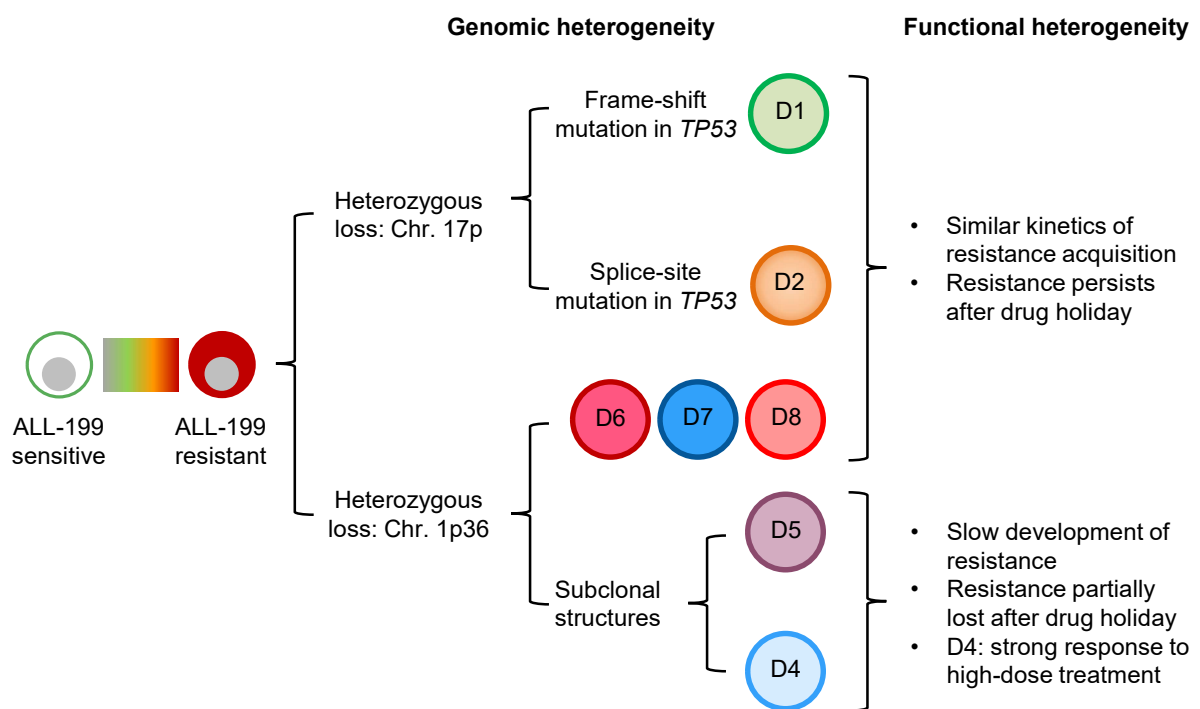 Genomic heterogeneity
Functional heterogeneity
Frame-shift
mutation in TP53
D1
Heterozygous
loss: Chr. 17p
Splice-site
mutation in TP53
D2
• Similar kinetics of
resistance acquisition
• Resistance persists
after drug holiday
ALL-199
sensitive
ALL-199
resistant
D6
D7
D8
Heterozygous
loss: Chr. 1p36
Subclonal
structures
D5
D4
• Slow development of
resistance
• Resistance partially
lost after drug holiday
• D4: strong response to
high-dose treatment